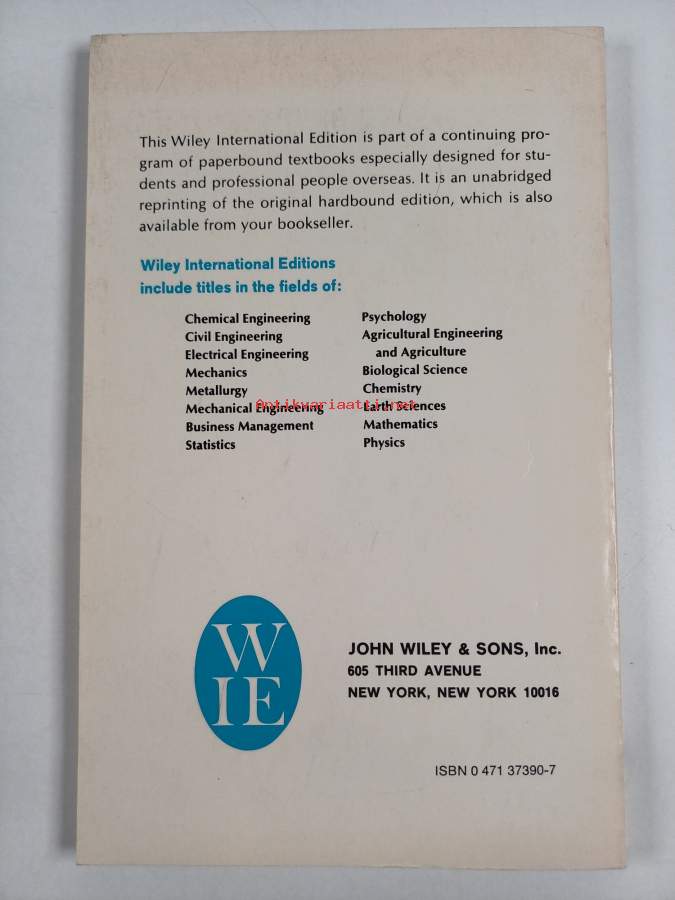 This Wiley International Edition is part of a continuing pro-
gram of paperbound textbooks especially designed for stu-
dents and professional people overseas. It is an unabridged
reprinting of the original hardbound edition, which is also
available from your bookseller.
Wiley International Editions
include titles in the fields of:
Chemical Engineering
Civil Engineering
Electrical Engineering
Mechanics
Metallurgy
Mechanical Engineering
Business Management
Statistics
Psychology
Agricultural Engineering
and Agriculture
Biological Science
Chemistry
Earth Sciences
Mathematics
Physics
Antikvariaatti.net
W
IE
JOHN WILEY & SONS, Inc.
605 THIRD AVENUE
NEW YORK, NEW YORK 10016
ISBN 0 471 37390-7